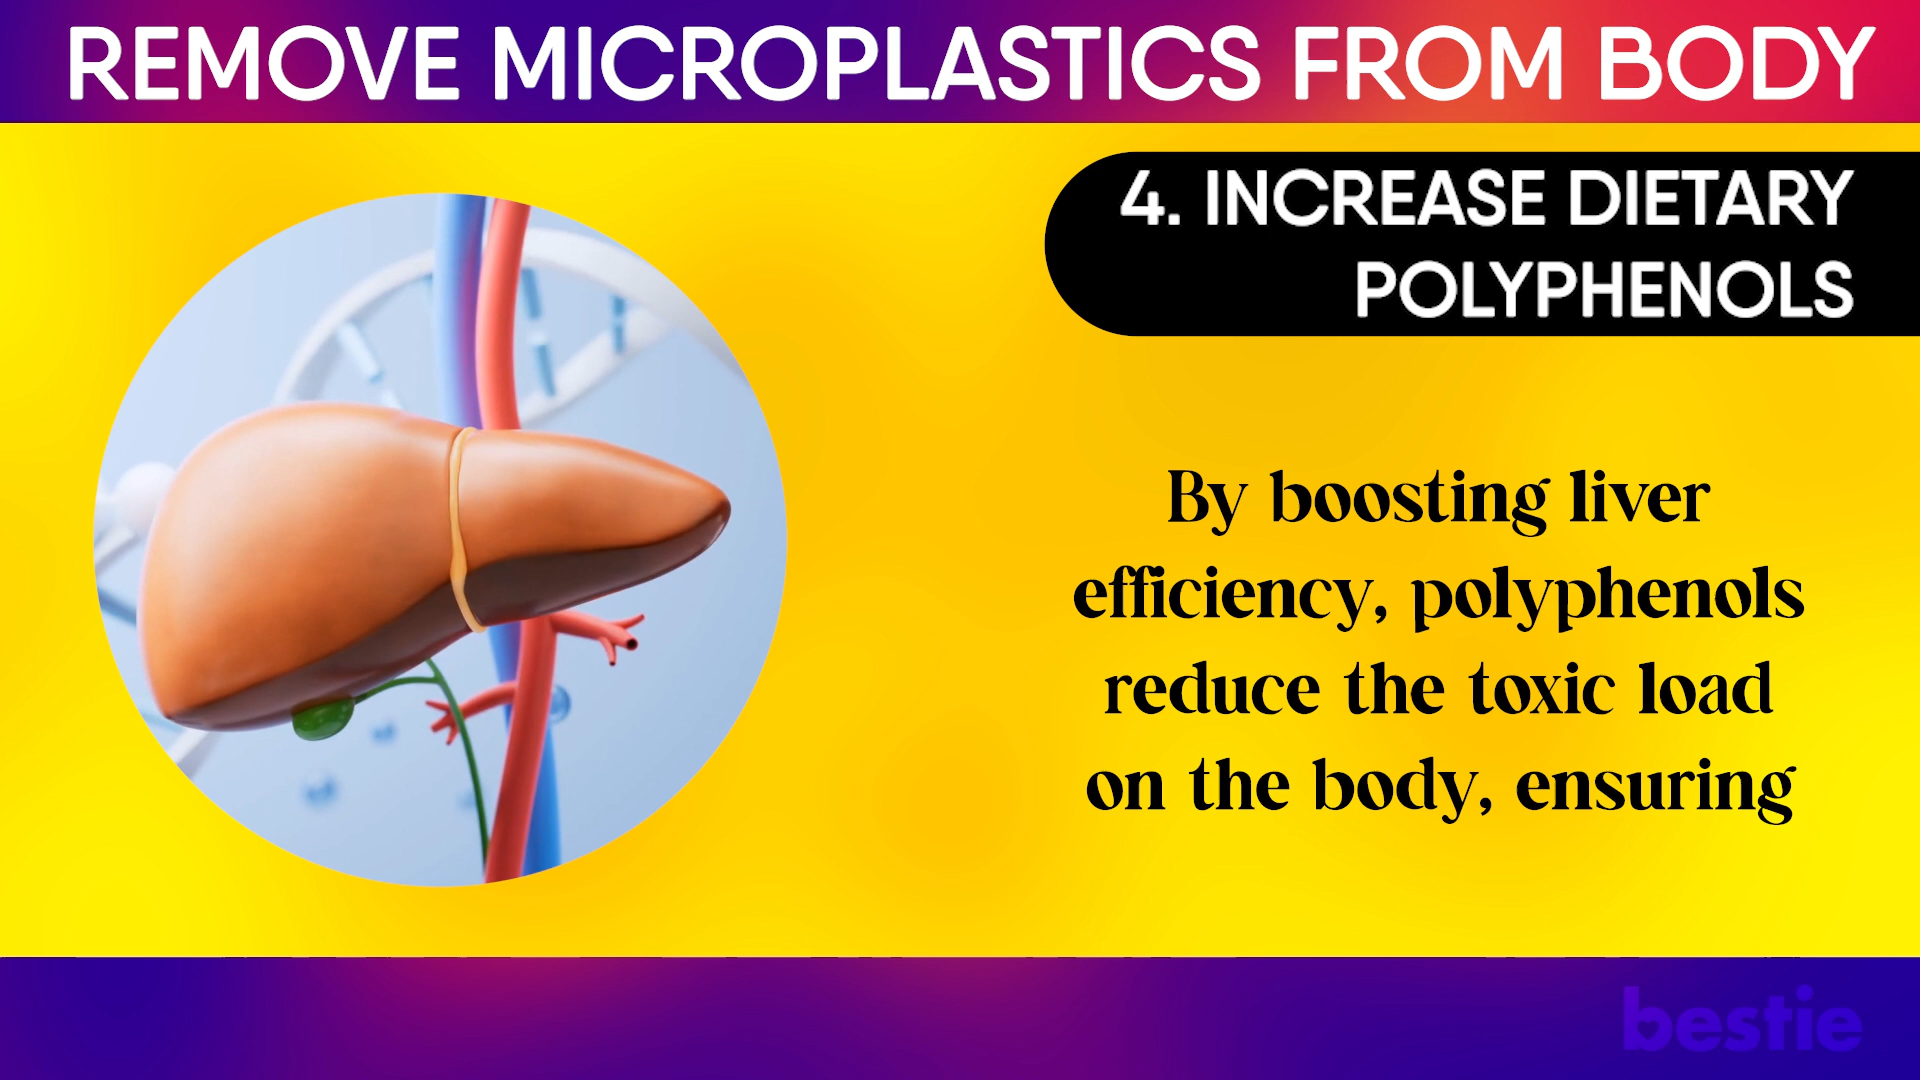 REMOVE MICROPLASTICS FROM BODY
4. INCREASE DIETARY
POLYPHENOLS
By boosting liver
efficiency, polyphenols
reduce the toxic load
on the body, ensuring
bestie